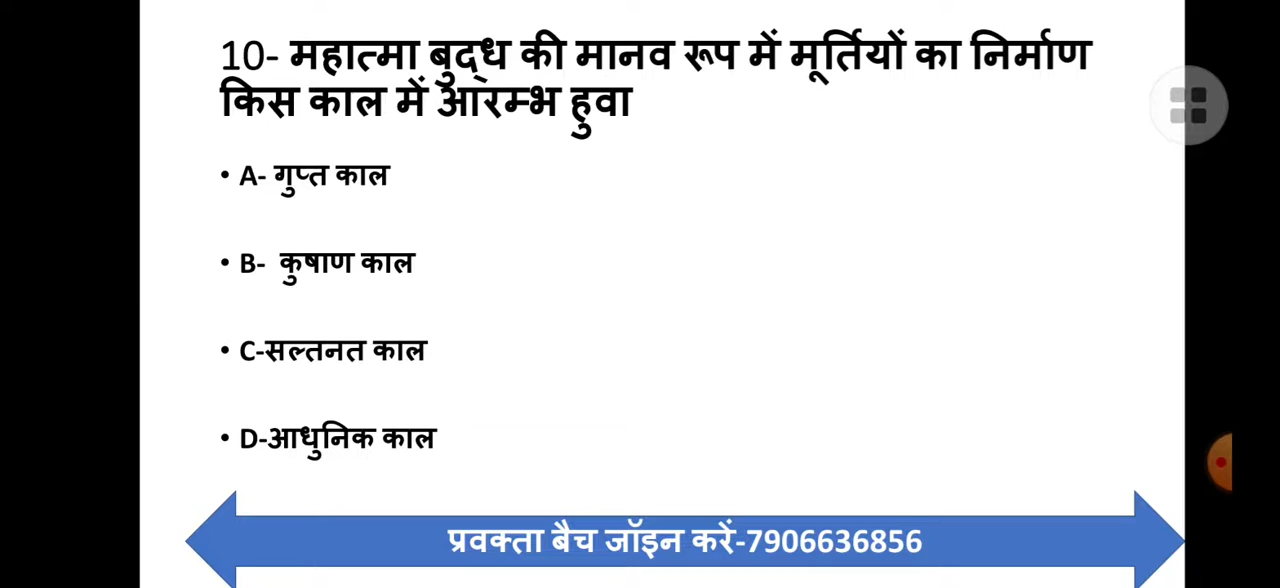 10- महात्मा बुद्ध की मानव रूप में मूर्तियों का निर्माण
किस काल में आरम्भ हुवा
• A- गुप्त काल
• B- कुषाण काल
• C-सल्तनत काल
• D-आधुनिक काल
प्रवक्ता बैच जॉइन करें-7906636856